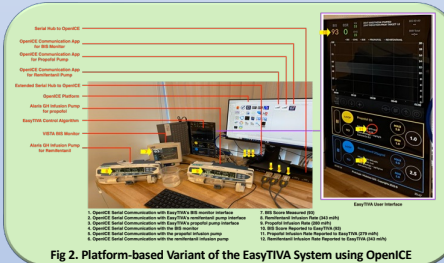 Serial Hub to OpenICE
OpenICE Communication App
for BIS Monitor
OpenICE Communication App
for Propofol Pump
OpenICE Communication App
for Remifentanil Pump
Extended Serial Hub to OpenICE
OpenICE Platform
Alaris GH Infusion Pump
for propofol
EasyTIVA Control Algorithm
VISTA BIS Monitor
Alaris GH Infusion Pump
for Remifentanil
93 0
1.0
2.5
EasyTIVA User Interface
1. OpenICE Serial Communication with EasyTIVA's BIS monitor interface
2. OpenICE Serial Communication with EasyTIVA's remifentanil pump interface
3. OpenICE Serial Communication with EasyTIVA's propofol pump interface
4. OpenICE Serial Communication with the BIS monitor
5. OpenICE Serial Communication with the propofol infusion pump
6. OpenICE Serial Communication with the remifentanil infusion pump
7. BIS Score Measured (93)
8. Remifentanil Infusion Rate (343 ml/h)
9. Propofol Infusion Rate (280 ml/h)
10. BIS Score Reported to EasyTIVA (93)
11. Propofol Infusion Rate Reported to EasyTIVA (279 ml/h)
12. Remifentanil Infusion Rate Reported to EasyTIVA (343 ml/h)
Fig 2. Platform-based Variant of the EasyTIVA System using OpenICE